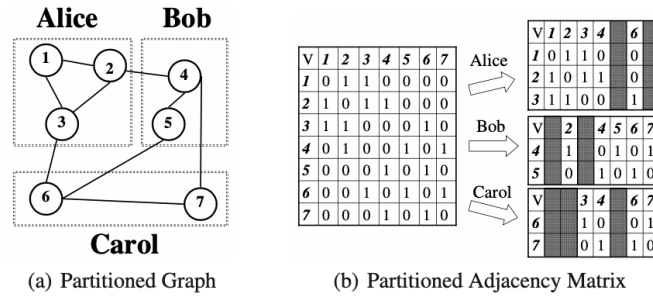 Alice Bob
1
2
4
3
5
6
7
Carol
(a) Partitioned Graph
V 1 2 3 4 5 6 7
1 0 1 1 0 0 0 0
2 1 0 1 1 0 0 0
3 1 1 0 0 0 1 0
4 0 1 0 0 1 0 1
5 0 0 0 1 0 1 0
6 0 0 1 0 1 0 1
7 0 0 0 1 0 1 0
Alice
V 1 2 3 4 6
1 0 1 1 0 0
2 1 0 1 1 0
3 1 1 0 0 1
Bob
V 2 4 5 6 7
4 1 0 1 0 1
5 0 1 0 1 0
Carol
V 3 4 6 7
6 1 0 0 1
7 0 1 1 0
(b) Partitioned Adjacency Matrix